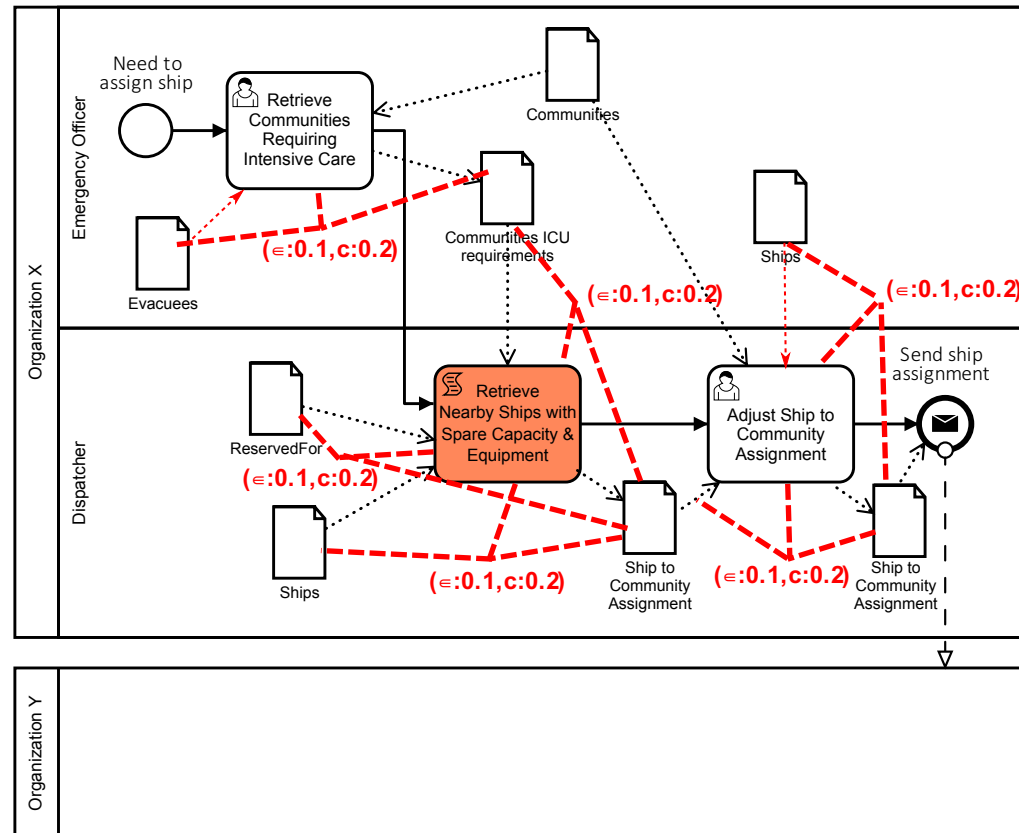 Organization X
Emergency Officer
Need to
assign ship
Retrieve
Communities
Requiring
Intensive Care
Communities
Evacuees
(∈:0.1,c:0.2)
Communities ICU
requirements
Ships
(∈:0.1,c:0.2)
(∈:0.1,c:0.2)
Dispatcher
ReservedFor
(∈:0.1,c:0.2)
Ships
Retrieve
Nearby Ships with
Spare Capacity &
Equipment
(∈:0.1,c:0.2)
Ship to
Community
Assignment
Adjust Ship to
Community
Assignment
(∈:0.1,c:0.2)
Ship to
Community
Assignment
Send ship
assignment
Organization Y